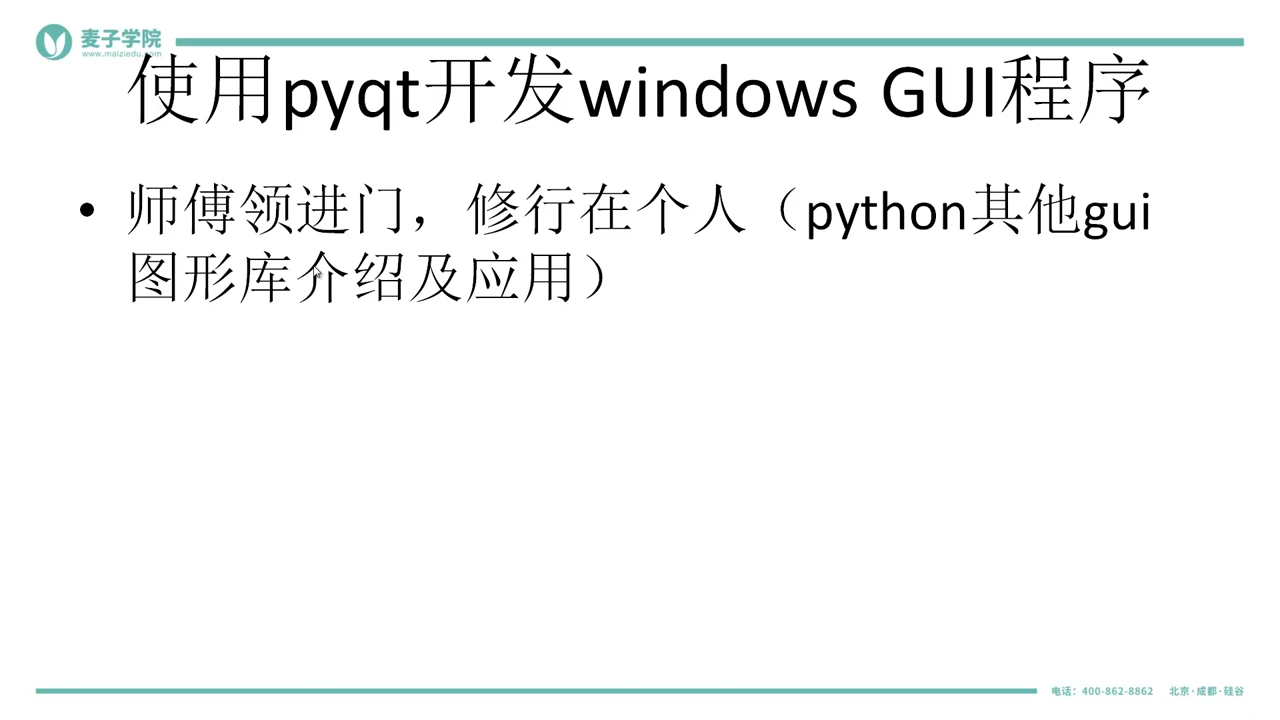 麦子学院
www.maiziedu.com
使用pyqt开发windows GUI程序
• 师傅领进门，修行在个人（python其他gui
图形库介绍及应用）
电话：400-862-8862 北京·成都·硅谷